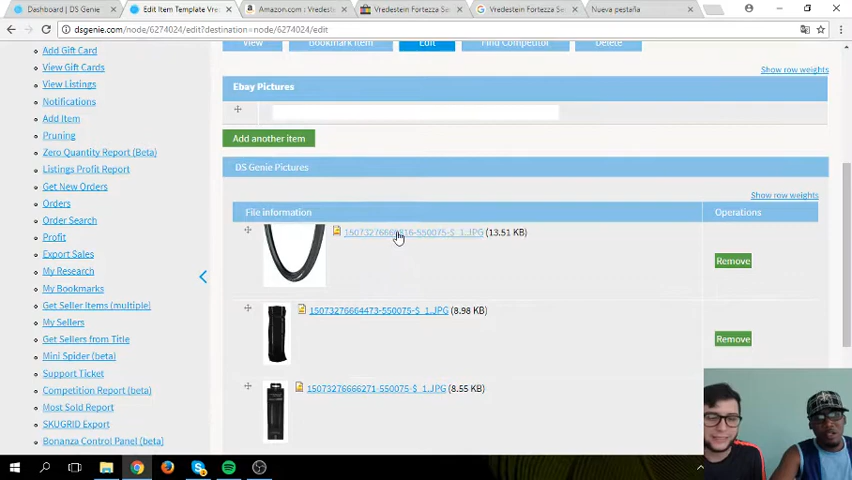 Dashboard | DS Genie
Edit Item Template Vre
Amazon.com : Vredest
Vredestein Fortezza Se
Vredestein Fortezza Se
Nueva pestaña
dsgenie.com/node/6274024/edit?destination=node/6274024/edit
View
Bookmark Item
Edit
Find Competitor
Delete
Add Gift Card
View Gift Cards
View Listings
Notifications
Add Item
Pruning
Zero Quantity Report (Beta)
Listings Profit Report
Get New Orders
Orders
Order Search
Profit
Export Sales
My Research
My Bookmarks
Get Seller Items (multiple)
My Sellers
Get Sellers from Title
Mini Spider (beta)
Support Ticket
Competition Report (beta)
Most Sold Report
SKUGRID Export
Bonanza Control Panel (beta)
Show row weights
Ebay Pictures
Add another item
DS Genie Pictures
Show row weights
File information
Operations
(13.51 KB)
Remove
15073276664473-550075-$_1.JPG (8.98 KB)
Remove
15073276666271-550075-$_1.JPG (8.55 KB)